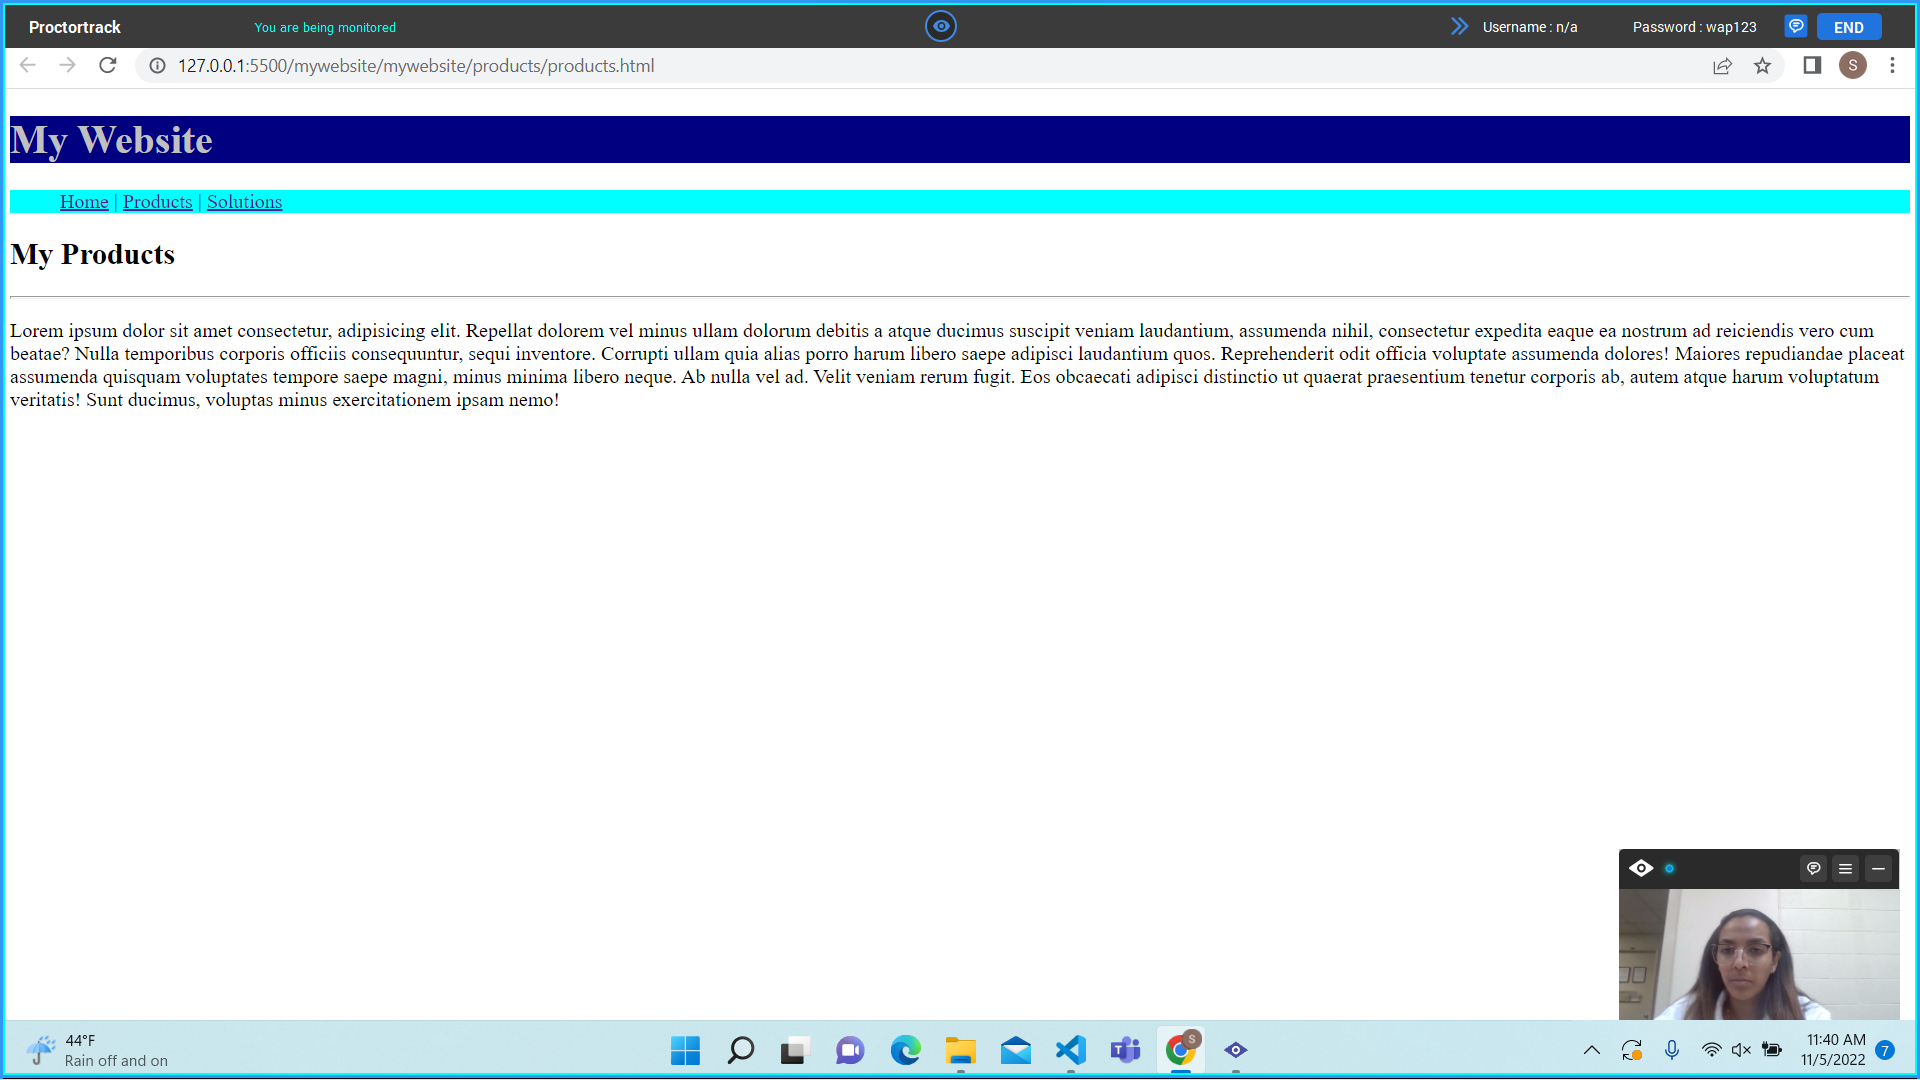 Proctortrack You are being monitored Username : n/a Password : wap123 END
127.0.0.1:5500/mywebsite/mywebsite/products/products.html S
My Website
Home | Products | Solutions
My Products
Lorem ipsum dolor sit amet consectetur, adipisicing elit. Repellat dolorem vel minus ullam dolorum debitis a atque ducimus suscipit veniam laudantium, assumenda nihil, consectetur expedita eaque ea nostrum ad reiciendis vero cum
beatae? Nulla temporibus corporis officiis consequuntur, sequi inventore. Corrupti ullam quia alias porro harum libero saepe adipisci laudantium quos. Reprehenderit odit officia voluptate assumenda dolores! Maiores repudiandae placeat
assumenda quisquam voluptates tempore saepe magni, minus minima libero neque. Ab nulla vel ad. Velit veniam rerum fugit. Eos obcaecati adipisci distinctio ut quaerat praesentium tenetur corporis ab, autem atque harum voluptatum
veritatis! Sunt ducimus, voluptas minus exercitationem ipsam nemo!
44°F
Rain off and on
T
S
11:40 AM
11/5/2022
7